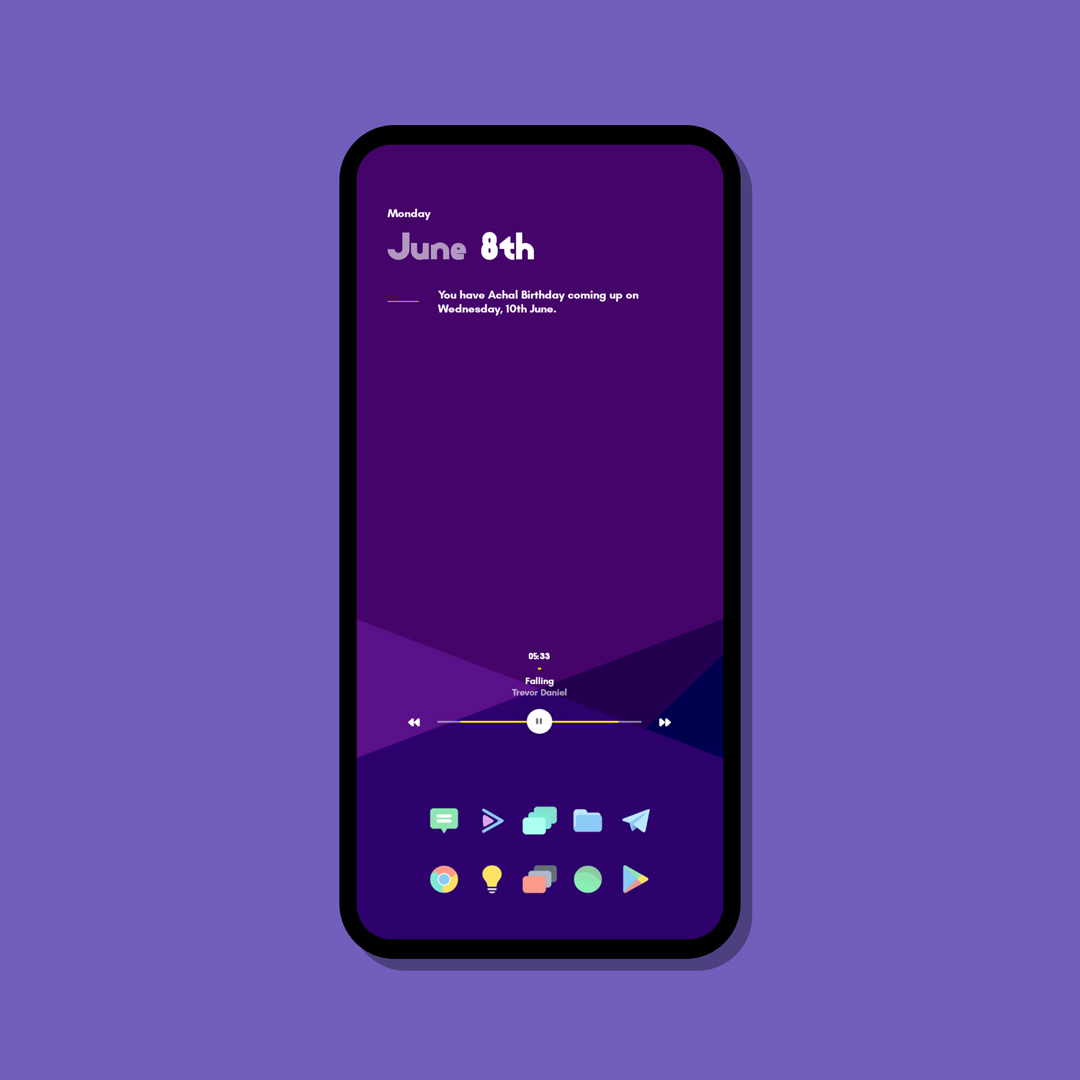 Monday
June 8th
You have Achal Birthday coming up on
Wednesday, 10th June.
05:33
Falling
Trevor Daniel